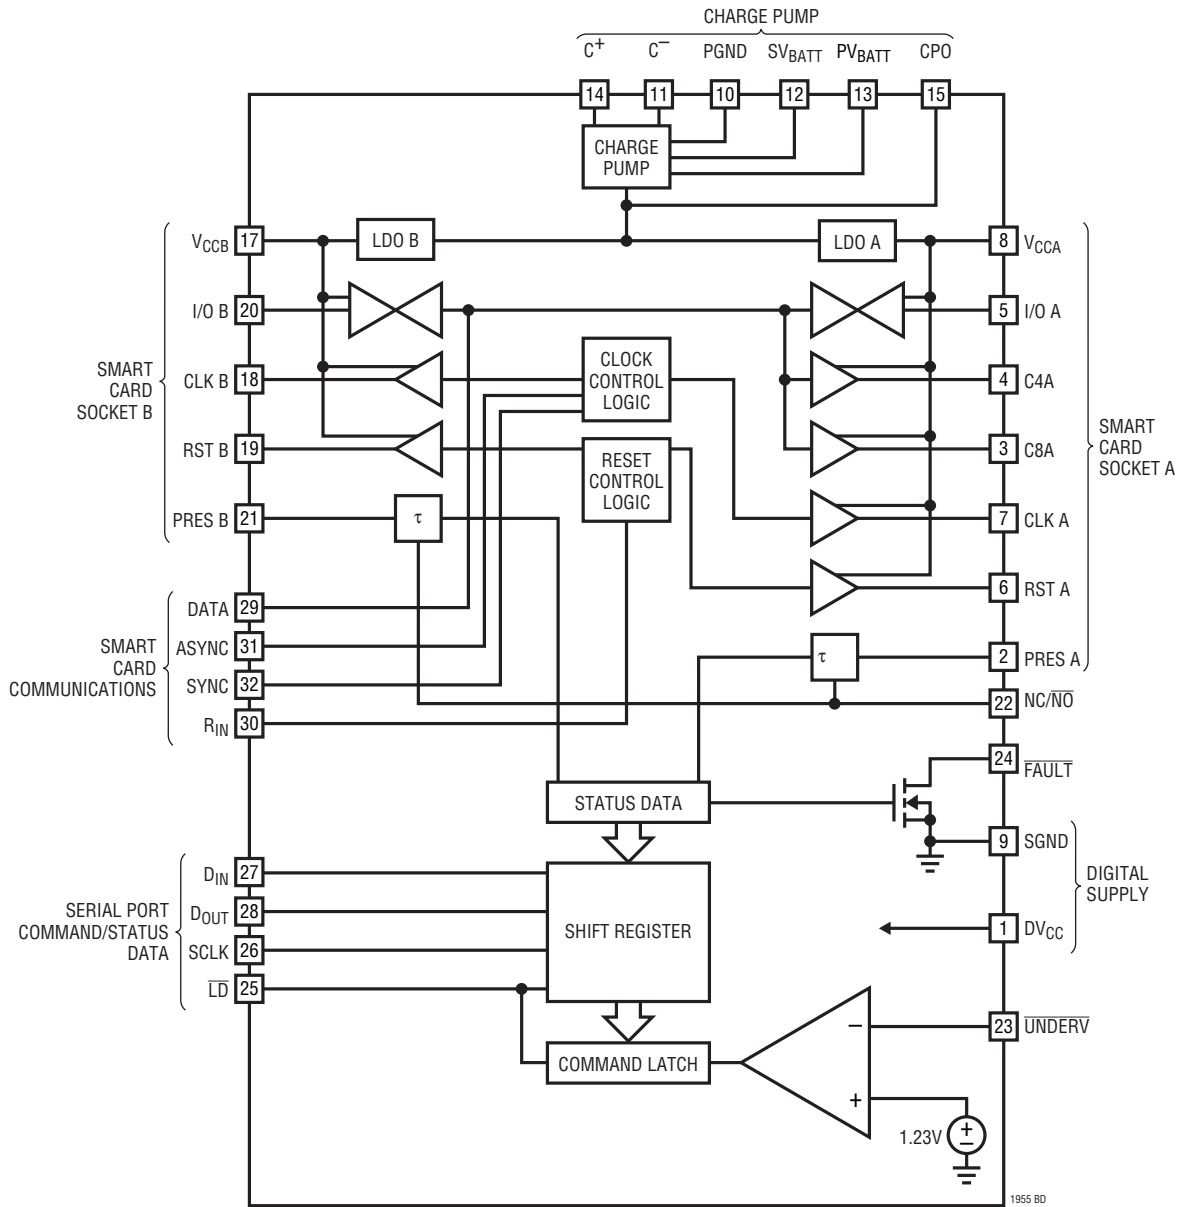 CHARGE PUMP
C+ C– PGND SVBATT PVBATT CPO
14 11 10 12 13 15
CHARGE
PUMP
VCCB 17 LDO B LDO A 8 VCCA
I/O B 20 5 I/O A
SMART
CARD
SOCKET B
CLK B 18 CLOCK
CONTROL
LOGIC
4 C4A
RST B 19 RESET
CONTROL
LOGIC
3 C8A
SMART
CARD
SOCKET A
PRES B 21 τ 7 CLK A
6 RST A
SMART
CARD
COMMUNICATIONS
DATA 29
ASYNC 31
SYNC 32
RIN 30
τ 2 PRES A
22 NC/N̅O̅
24 F̅A̅U̅L̅T̅
STATUS DATA
9 SGND
DIGITAL
SUPPLY
1 DVCC
SERIAL PORT
COMMAND/STATUS
DATA
DIN 27
DOUT 28
SCLK 26
L̅D̅ 25
SHIFT REGISTER
COMMAND LATCH
– 23 U̅N̅D̅E̅R̅V̅
+
1.23V + –
1955 BD